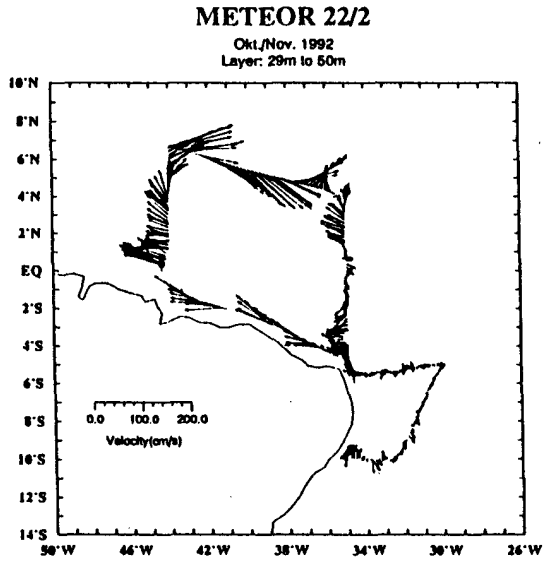 METEOR 22/2
Okt./Nov. 1992
Layer: 29m to 50m
10°N
8°N
6°N
4°N
2°N
EQ
2°S
4°S
6°S
8°S
10°S
12°S
14°S
0.0 100.0 200.0
Velocity(cm/s)
50°W 46°W 42°W 38°W 34°W 30°W 26°W